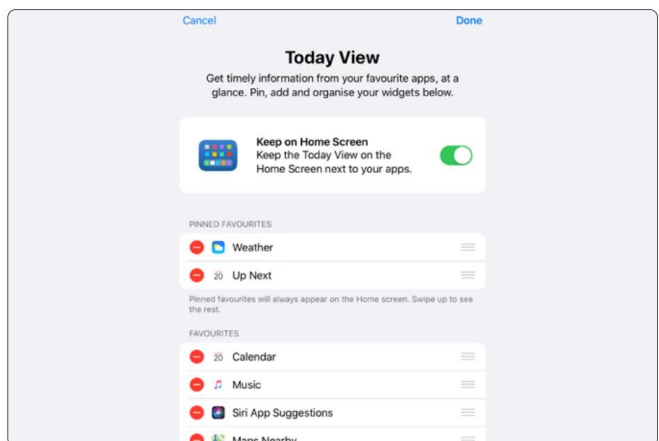 Cancel Done
Today View
Get timely information from your favourite apps, at a
glance. Pin, add and organise your widgets below.
Keep on Home Screen
Keep the Today View on the
Home Screen next to your apps.
PINNED FAVOURITES
Weather
20 Up Next
Pinned favourites will always appear on the Home screen. Swipe up to see
the rest.
FAVOURITES
20 Calendar
Music
Siri App Suggestions
Maps Nearby